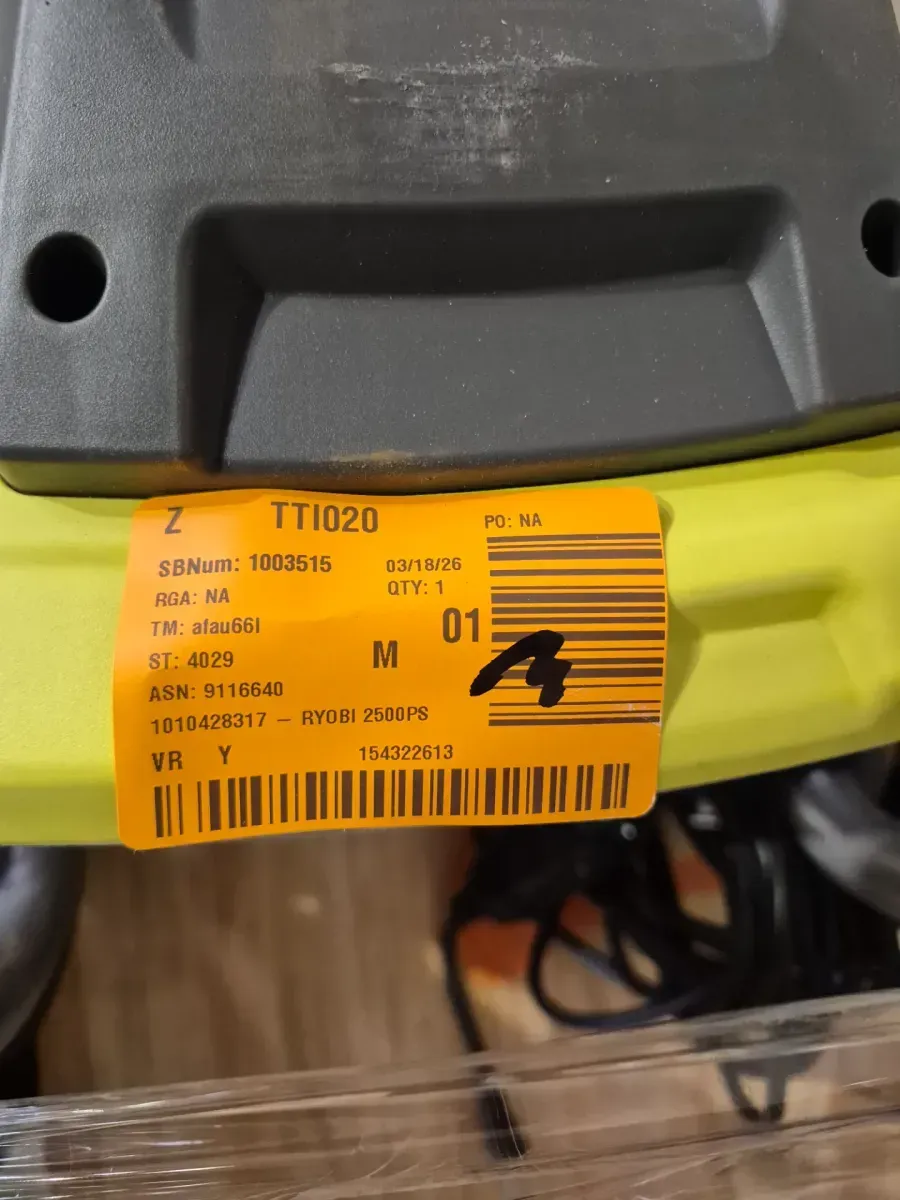 Z TTI020 PO: NA
SBNum: 1003515 03/18/26
RGA: NA QTY: 1
TM: afau66l
ST: 4029 M 01
ASN: 9116640
1010428317 – RYOBI 2500PS
VR Y 154322613